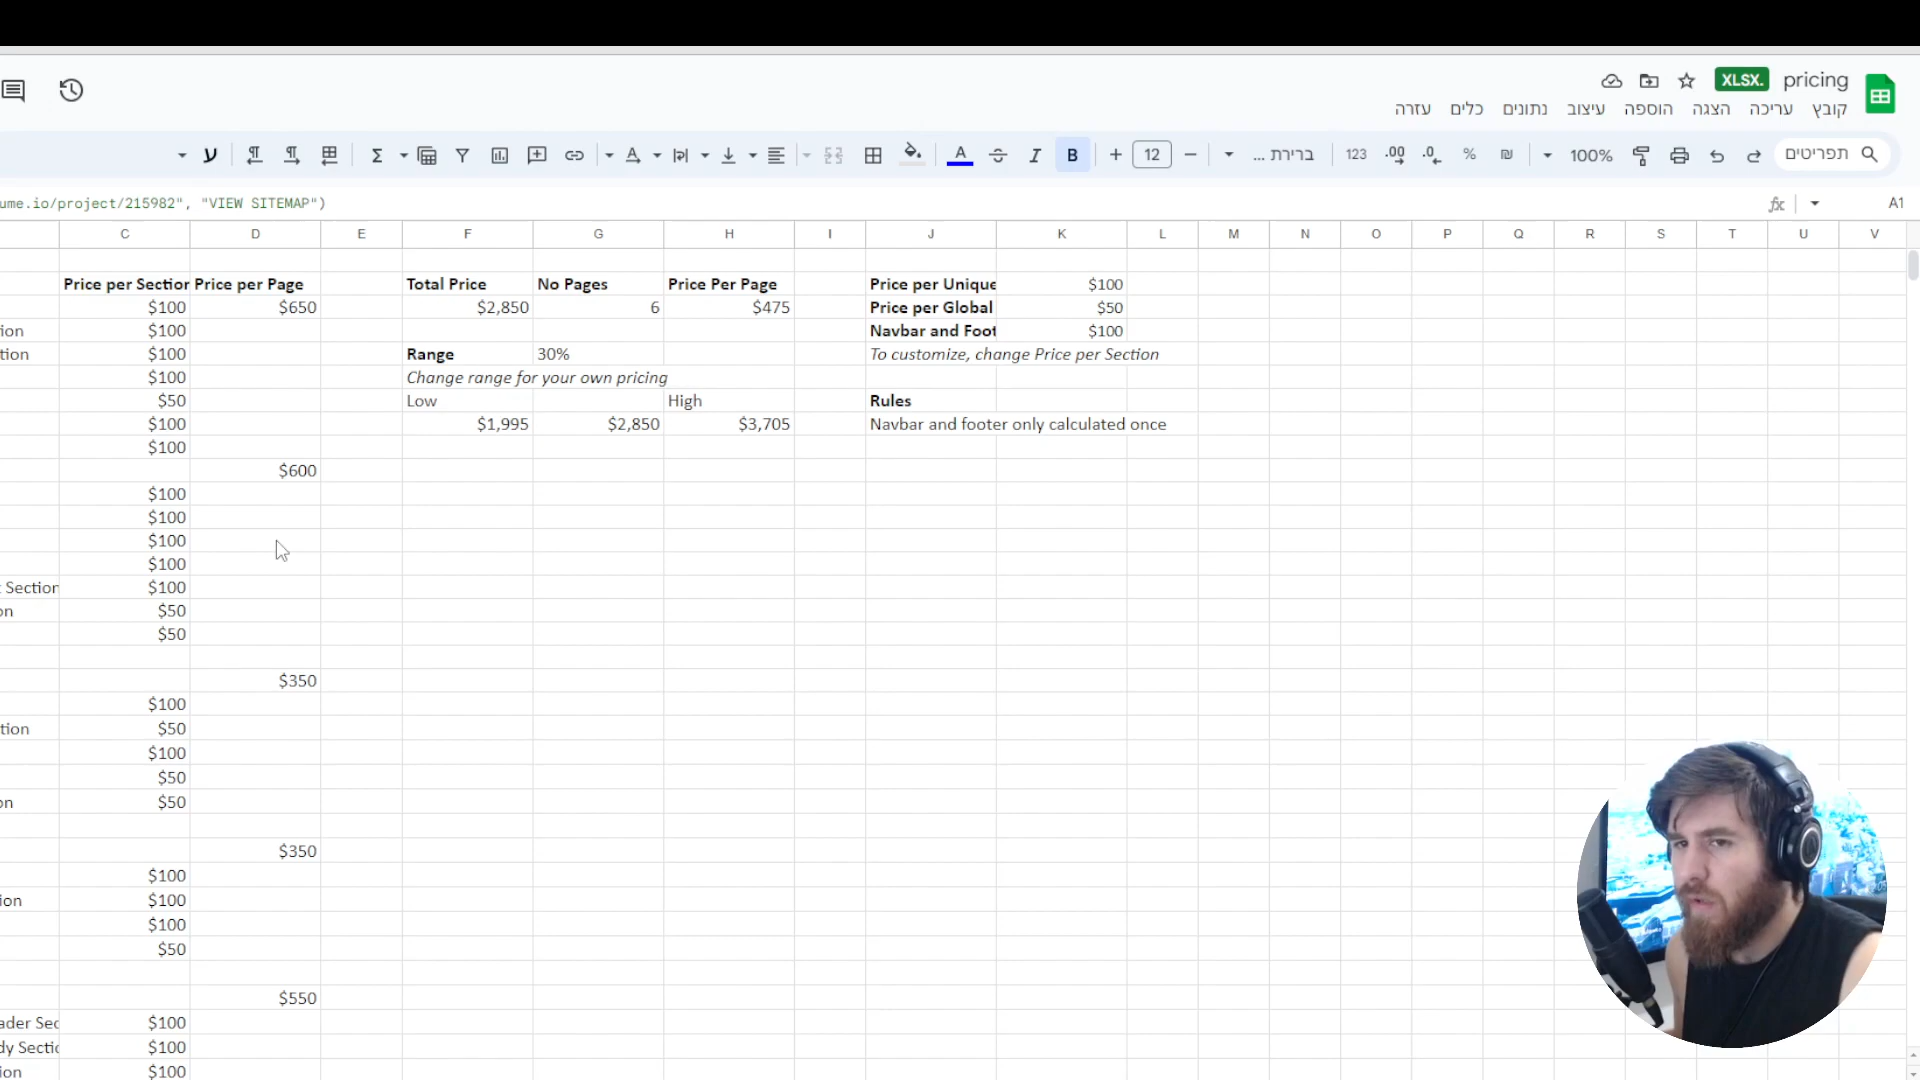 XLSX. pricing
קובץ עריכה הצגה הוספה עיצוב נתונים כלים עזרה
תפריטים 100% ₪ % .0 .00 123 ברירת ... 12 B I A ע
ume.io/project/215982", "VIEW SITEMAP")
A1
C D E F G H I J K L M N O P Q R S T U V
Price per Section Price per Page Total Price No Pages Price Per Page Price per Unique $100
$100 $650 $2,850 6 $475 Price per Global $50
ion $100 Navbar and Foot $100
tion $100 Range 30% To customize, change Price per Section
$100 Change range for your own pricing
$50 Low High Rules
$100 $1,995 $2,850 $3,705 Navbar and footer only calculated once
$100
$600
$100
$100
$100
$100
t Section $100
on $50
$50
$350
$100
tion $50
$100
$50
on $50
$350
$100
ion $100
$100
$50
$550
ader Sec $100
dy Sectio $100
ion $100